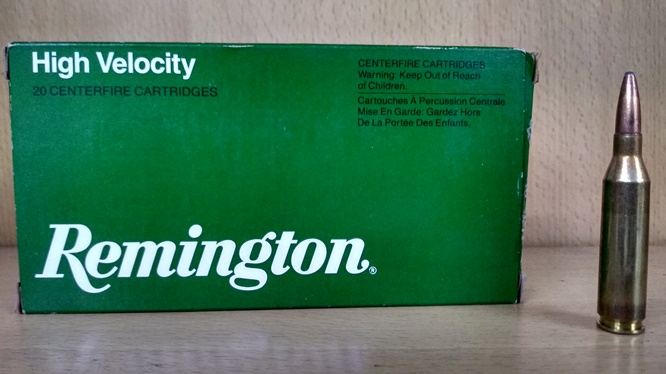 High Velocity
20 CENTERFIRE CARTRIDGES
CENTERFIRE CARTRIDGES
Warning: Keep Out of Reach
of Children.
Cartouches À Percussion Centrale
Mise En Garde: Gardez Hors
De La Portée Des Enfants.
Remington®